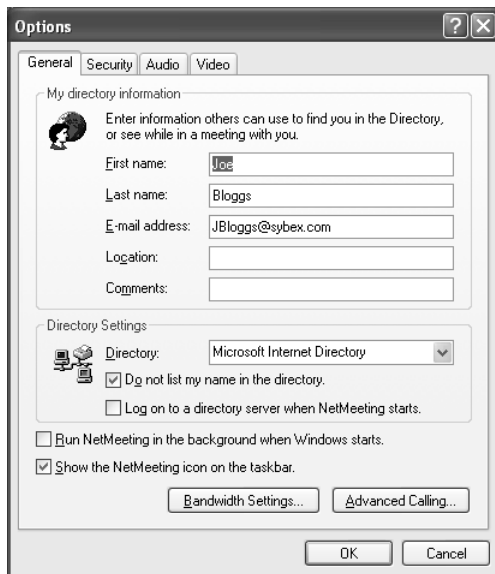 Options
General Security Audio Video
My directory information
Enter information others can use to find you in the Directory,
or see while in a meeting with you.
First name: Joe
Last name: Bloggs
E-mail address: JBloggs@sybex.com
Location:
Comments:
Directory Settings
Directory: Microsoft Internet Directory
Do not list my name in the directory.
Log on to a directory server when NetMeeting starts.
Run NetMeeting in the background when Windows starts.
Show the NetMeeting icon on the taskbar.
Bandwidth Settings... Advanced Calling...
OK Cancel